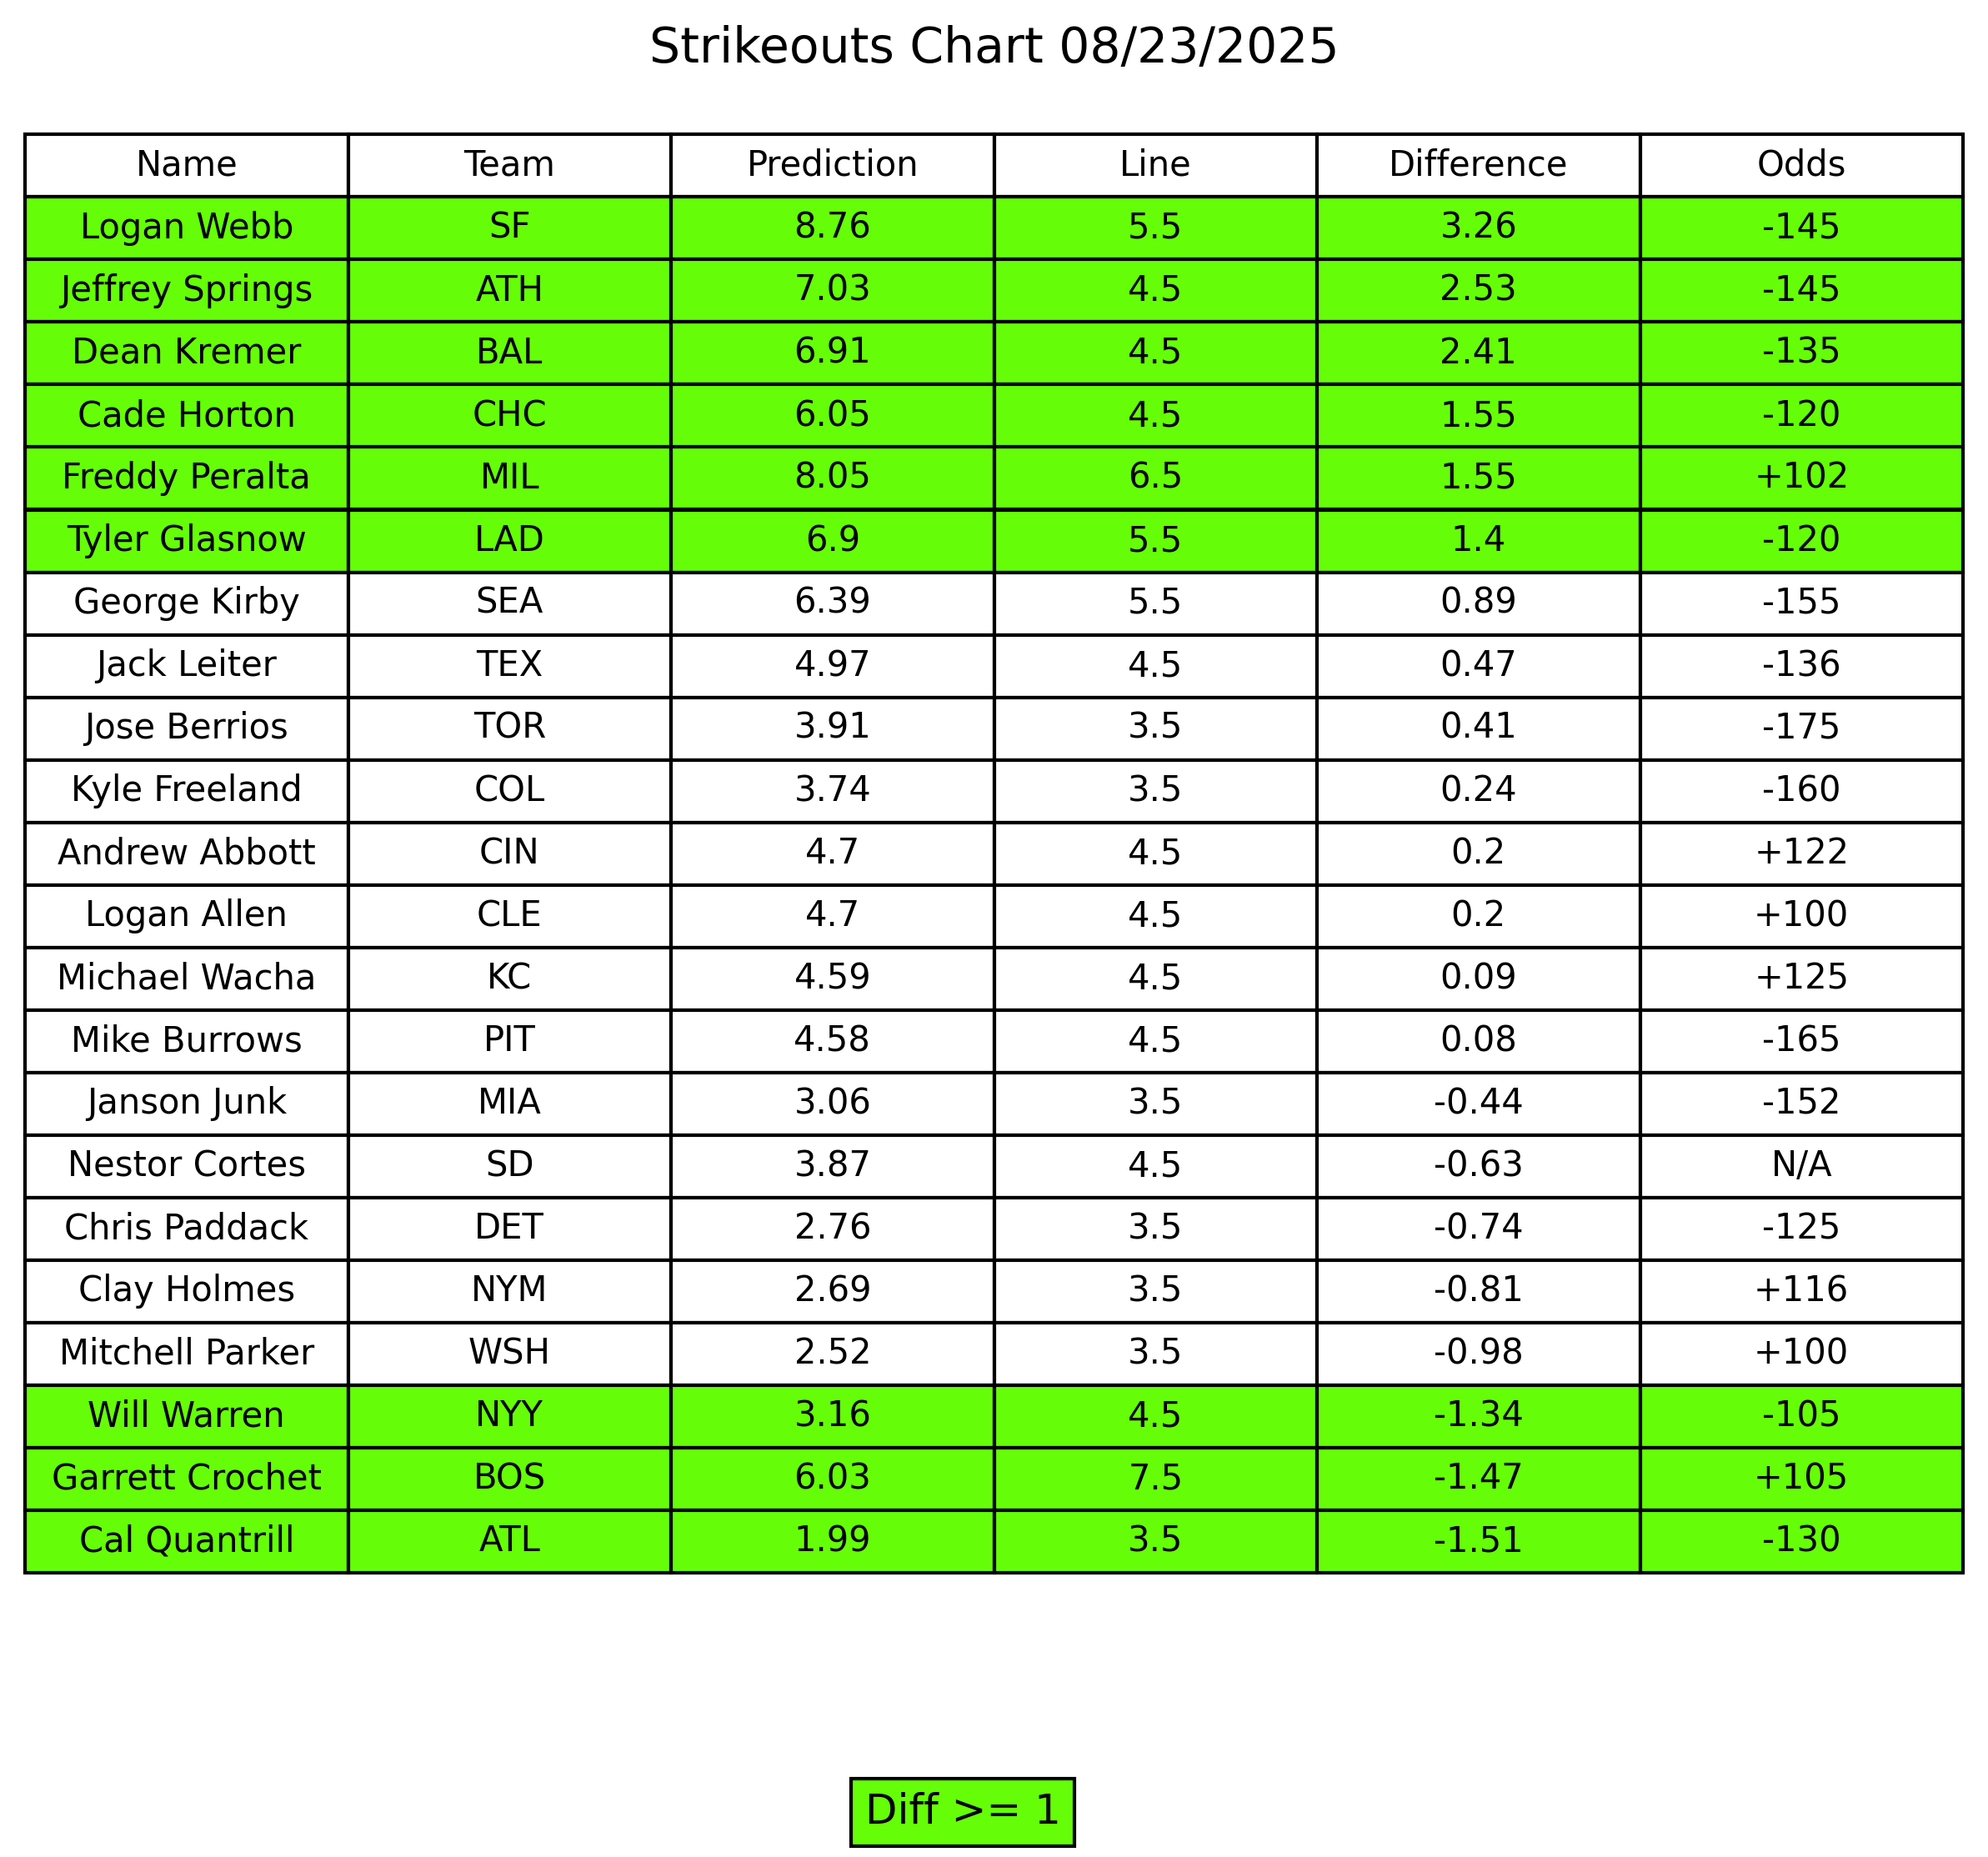 Strikeouts Chart 08/23/2025
Name Team Prediction Line Difference Odds
Logan Webb SF 8.76 5.5 3.26 -145
Jeffrey Springs ATH 7.03 4.5 2.53 -145
Dean Kremer BAL 6.91 4.5 2.41 -135
Cade Horton CHC 6.05 4.5 1.55 -120
Freddy Peralta MIL 8.05 6.5 1.55 +102
Tyler Glasnow LAD 6.9 5.5 1.4 -120
George Kirby SEA 6.39 5.5 0.89 -155
Jack Leiter TEX 4.97 4.5 0.47 -136
Jose Berrios TOR 3.91 3.5 0.41 -175
Kyle Freeland COL 3.74 3.5 0.24 -160
Andrew Abbott CIN 4.7 4.5 0.2 +122
Logan Allen CLE 4.7 4.5 0.2 +100
Michael Wacha KC 4.59 4.5 0.09 +125
Mike Burrows PIT 4.58 4.5 0.08 -165
Janson Junk MIA 3.06 3.5 -0.44 -152
Nestor Cortes SD 3.87 4.5 -0.63 N/A
Chris Paddack DET 2.76 3.5 -0.74 -125
Clay Holmes NYM 2.69 3.5 -0.81 +116
Mitchell Parker WSH 2.52 3.5 -0.98 +100
Will Warren NYY 3.16 4.5 -1.34 -105
Garrett Crochet BOS 6.03 7.5 -1.47 +105
Cal Quantrill ATL 1.99 3.5 -1.51 -130
Diff >= 1